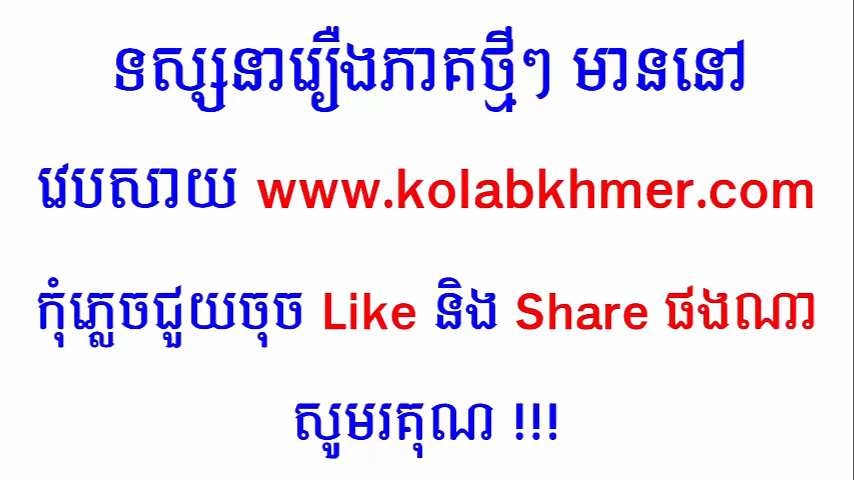 ទស្សនារឿងភាគថ្មីៗ មាននៅ
វេបសាយ www.kolabkhmer.com
កុំភ្លេចជួយចុច Like និង Share ផងណា
សូមរគុណ !!!